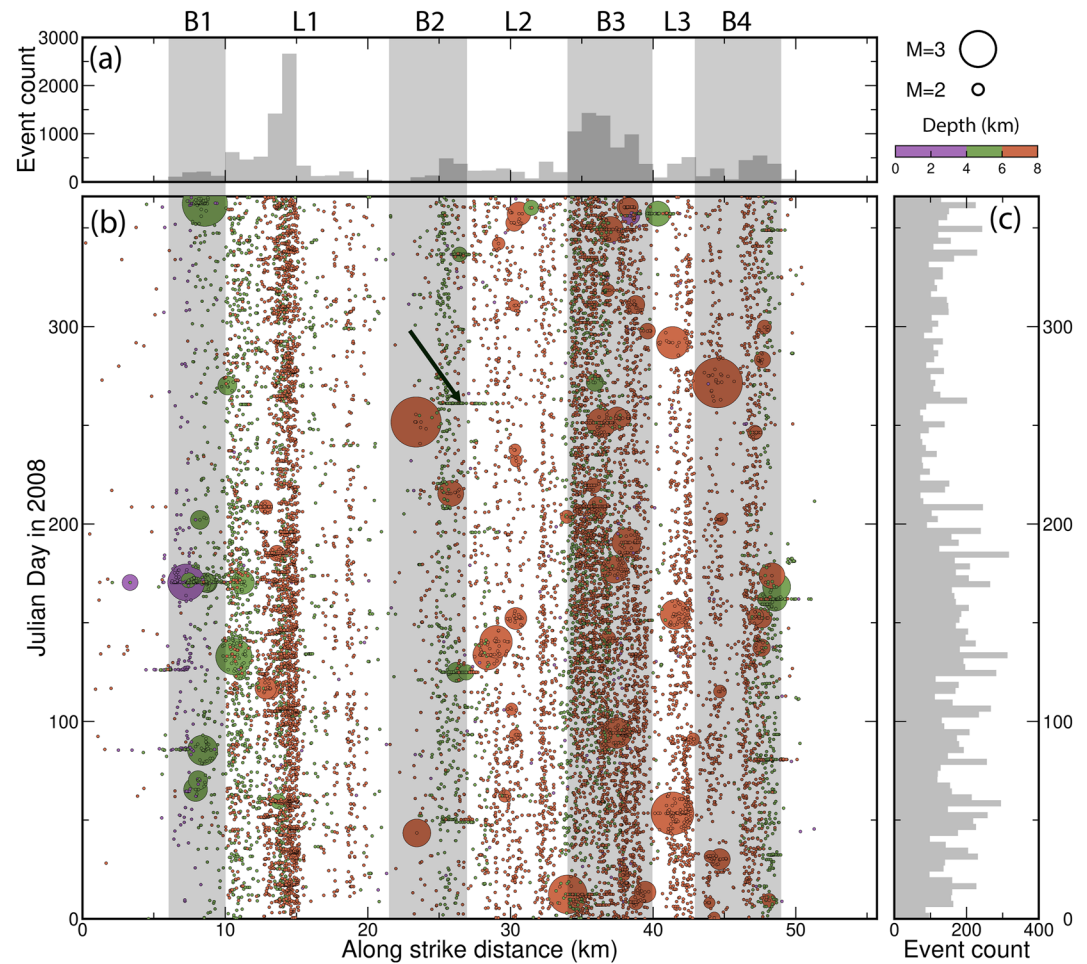 B1 L1 B2 L2 B3 L3 B4
3000
2000
1000
0
Event count
(a)
M=3
M=2
Depth (km)
0 2 4 6 8
(b)
300
200
100
0
Julian Day in 2008
0 10 20 30 40 50
Along strike distance (km)
(c)
300
200
100
0
0 100 200 300 400
Event count